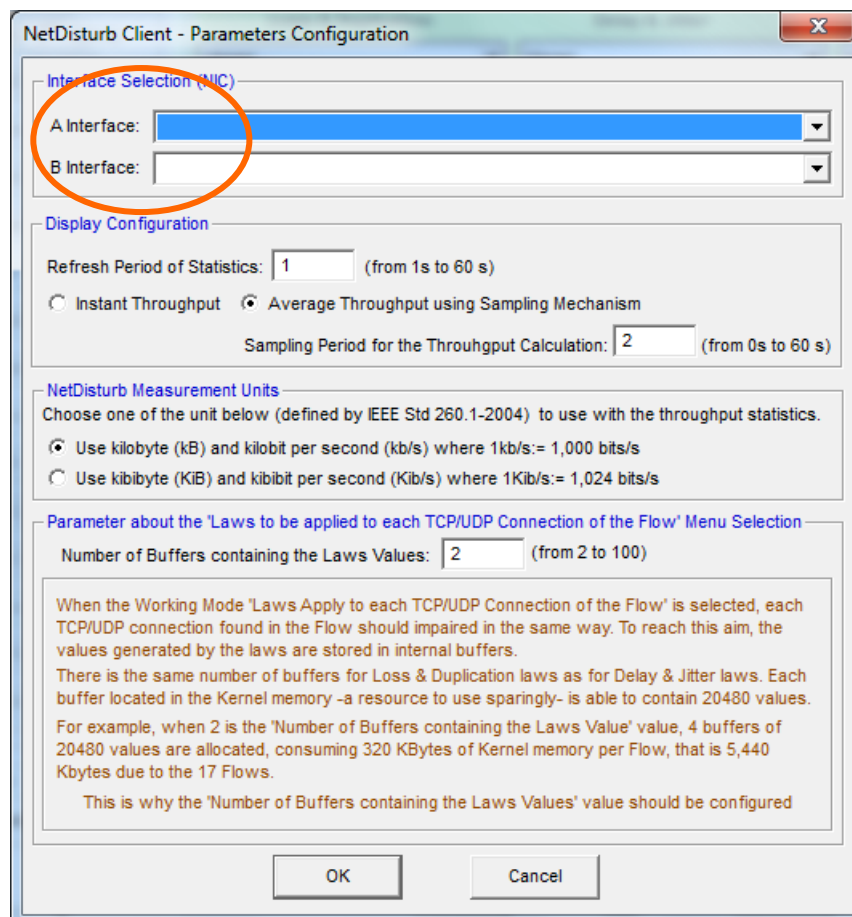 NetDisturb Client - Parameters Configuration
Interface Selection (NIC)
A Interface:
B Interface:
Display Configuration
Refresh Period of Statistics: 1 (from 1s to 60 s)
Instant Throughput Average Throughput using Sampling Mechanism
Sampling Period for the Throuhgput Calculation: 2 (from 0s to 60 s)
NetDisturb Measurement Units
Choose one of the unit below (defined by IEEE Std 260.1-2004) to use with the throughput statistics.
Use kilobyte (kB) and kilobit per second (kb/s) where 1kb/s:= 1,000 bits/s
Use kibibyte (KiB) and kibibit per second (Kib/s) where 1Kib/s:= 1,024 bits/s
Parameter about the 'Laws to be applied to each TCP/UDP Connection of the Flow' Menu Selection
Number of Buffers containing the Laws Values: 2 (from 2 to 100)
When the Working Mode 'Laws Apply to each TCP/UDP Connection of the Flow' is selected, each
TCP/UDP connection found in the Flow should impaired in the same way. To reach this aim, the
values generated by the laws are stored in internal buffers.
There is the same number of buffers for Loss & Duplication laws as for Delay & Jitter laws. Each
buffer located in the Kernel memory -a resource to use sparingly- is able to contain 20480 values.
For example, when 2 is the 'Number of Buffers containing the Laws Value' value, 4 buffers of
20480 values are allocated, consuming 320 KBytes of Kernel memory per Flow, that is 5,440
Kbytes due to the 17 Flows.
This is why the 'Number of Buffers containing the Laws Values' value should be configured
OK Cancel